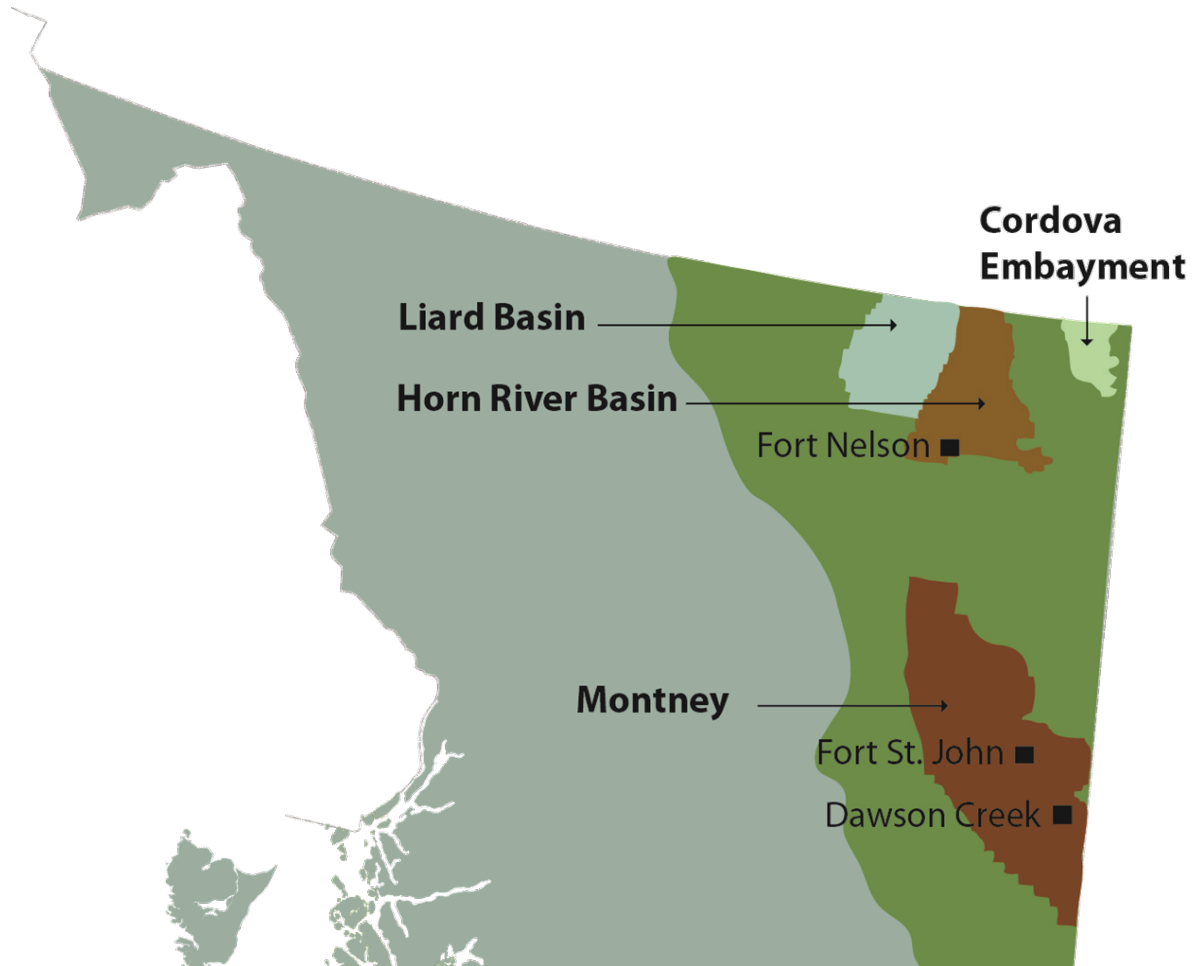 Cordova
Embayment
Liard Basin
Horn River Basin
Fort Nelson
Montney
Fort St. John
Dawson Creek